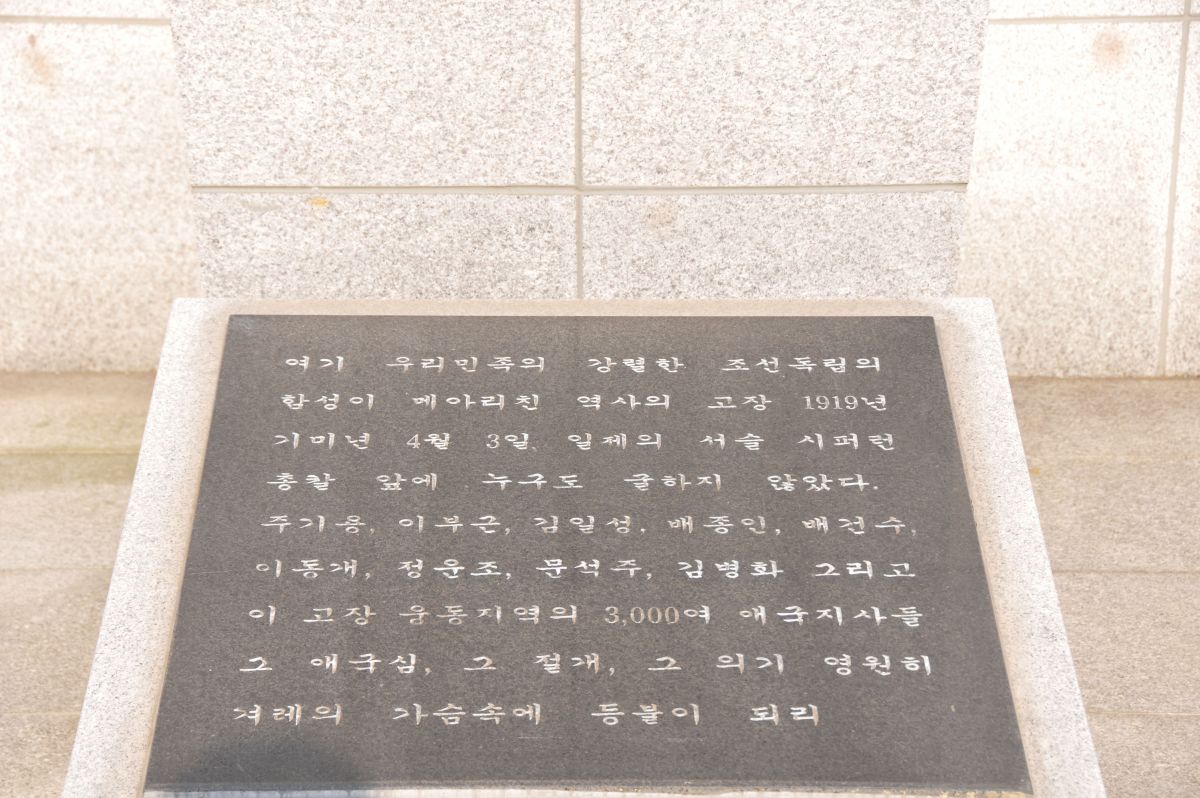 여기 우리민족의 강렬한 조선독립의
함성이 메아리친 역사의 고장 1919년
기미년 4월 3일, 일제의 서슬 시퍼런
총칼 앞에 누구도 굴하지 않았다.
주기용, 이부근, 김일성, 배종인, 배건수,
이동개, 정운조, 문석주, 김병화 그리고
이 고장 웅동지역의 3,000여 애국지사들
그 애국심, 그 절개, 그 의기 영원히
겨레의 가슴속에 등불이 되리